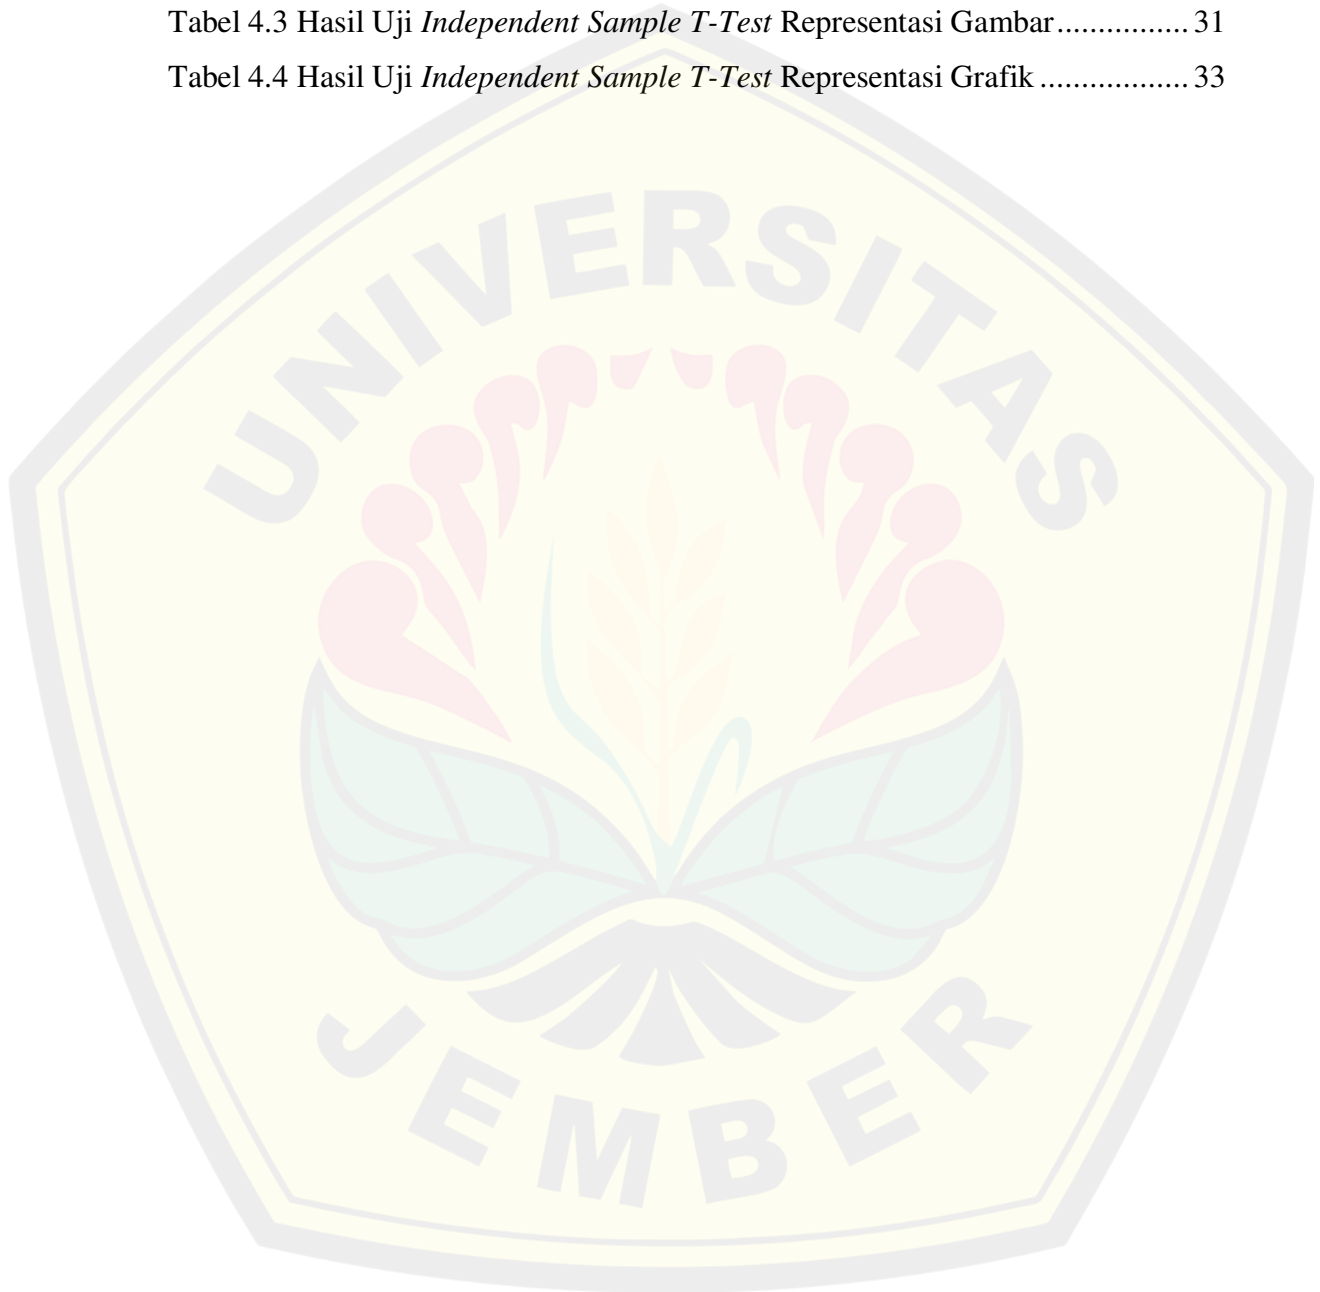 Tabel 4.3 Hasil Uji Independent Sample T-Test Representasi Gambar................ 31
Tabel 4.4 Hasil Uji Independent Sample T-Test Representasi Grafik .................. 33
UNIVERSITAS
JEMBER